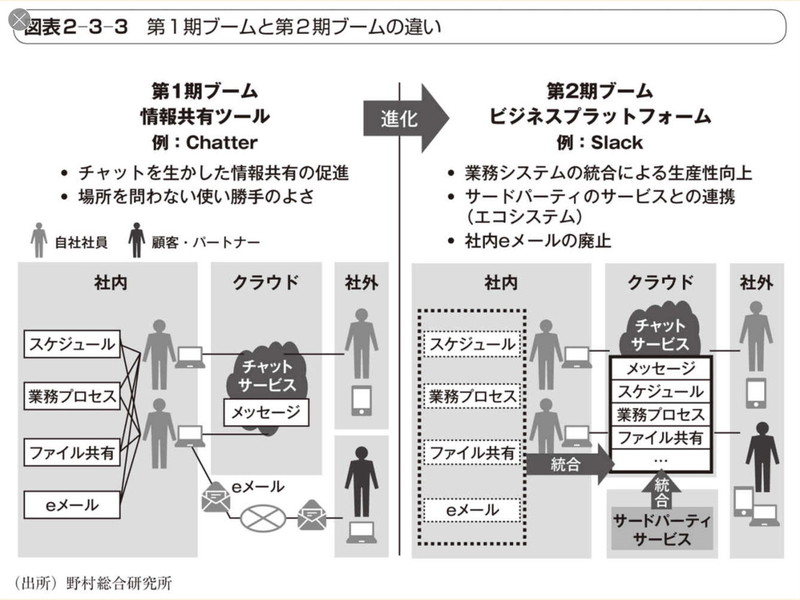 図表2-3-3 第1期ブームと第2期ブームの違い
第1期ブーム
情報共有ツール
例：Chatter
• チャットを生かした情報共有の促進
• 場所を問わない使い勝手のよさ
自社社員
顧客・パートナー
社内
クラウド
社外
スケジュール
業務プロセス
ファイル共有
eメール
チャット
サービス
メッセージ
eメール
進化
第2期ブーム
ビジネスプラットフォーム
例：Slack
• 業務システムの統合による生産性向上
• サードパーティのサービスとの連携
（エコシステム）
• 社内eメールの廃止
社内
クラウド
社外
スケジュール
業務プロセス
ファイル共有
eメール
統合
チャット
サービス
メッセージ
スケジュール
業務プロセス
ファイル共有
…
統合
サードパーティ
サービス
（出所）野村総合研究所